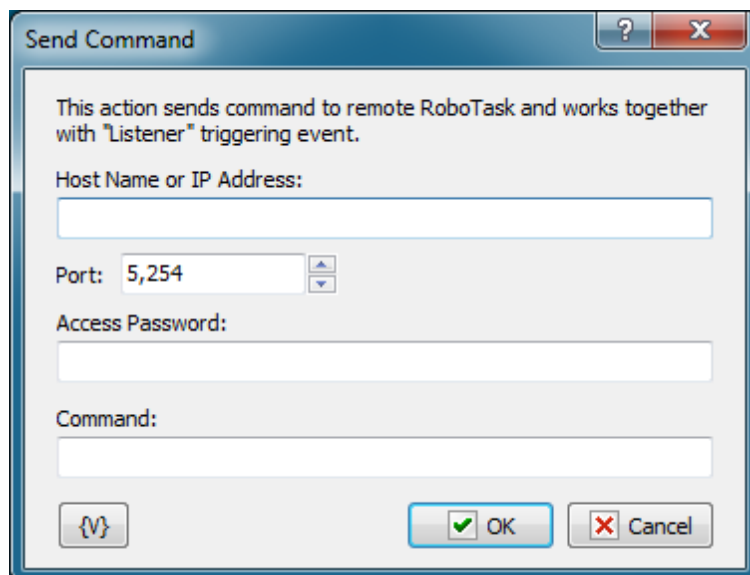 Send Command
?
X
This action sends command to remote RoboTask and works together
with "Listener" triggering event.
Host Name or IP Address:
Port: 5,254
Access Password:
Command:
{V}
OK
Cancel